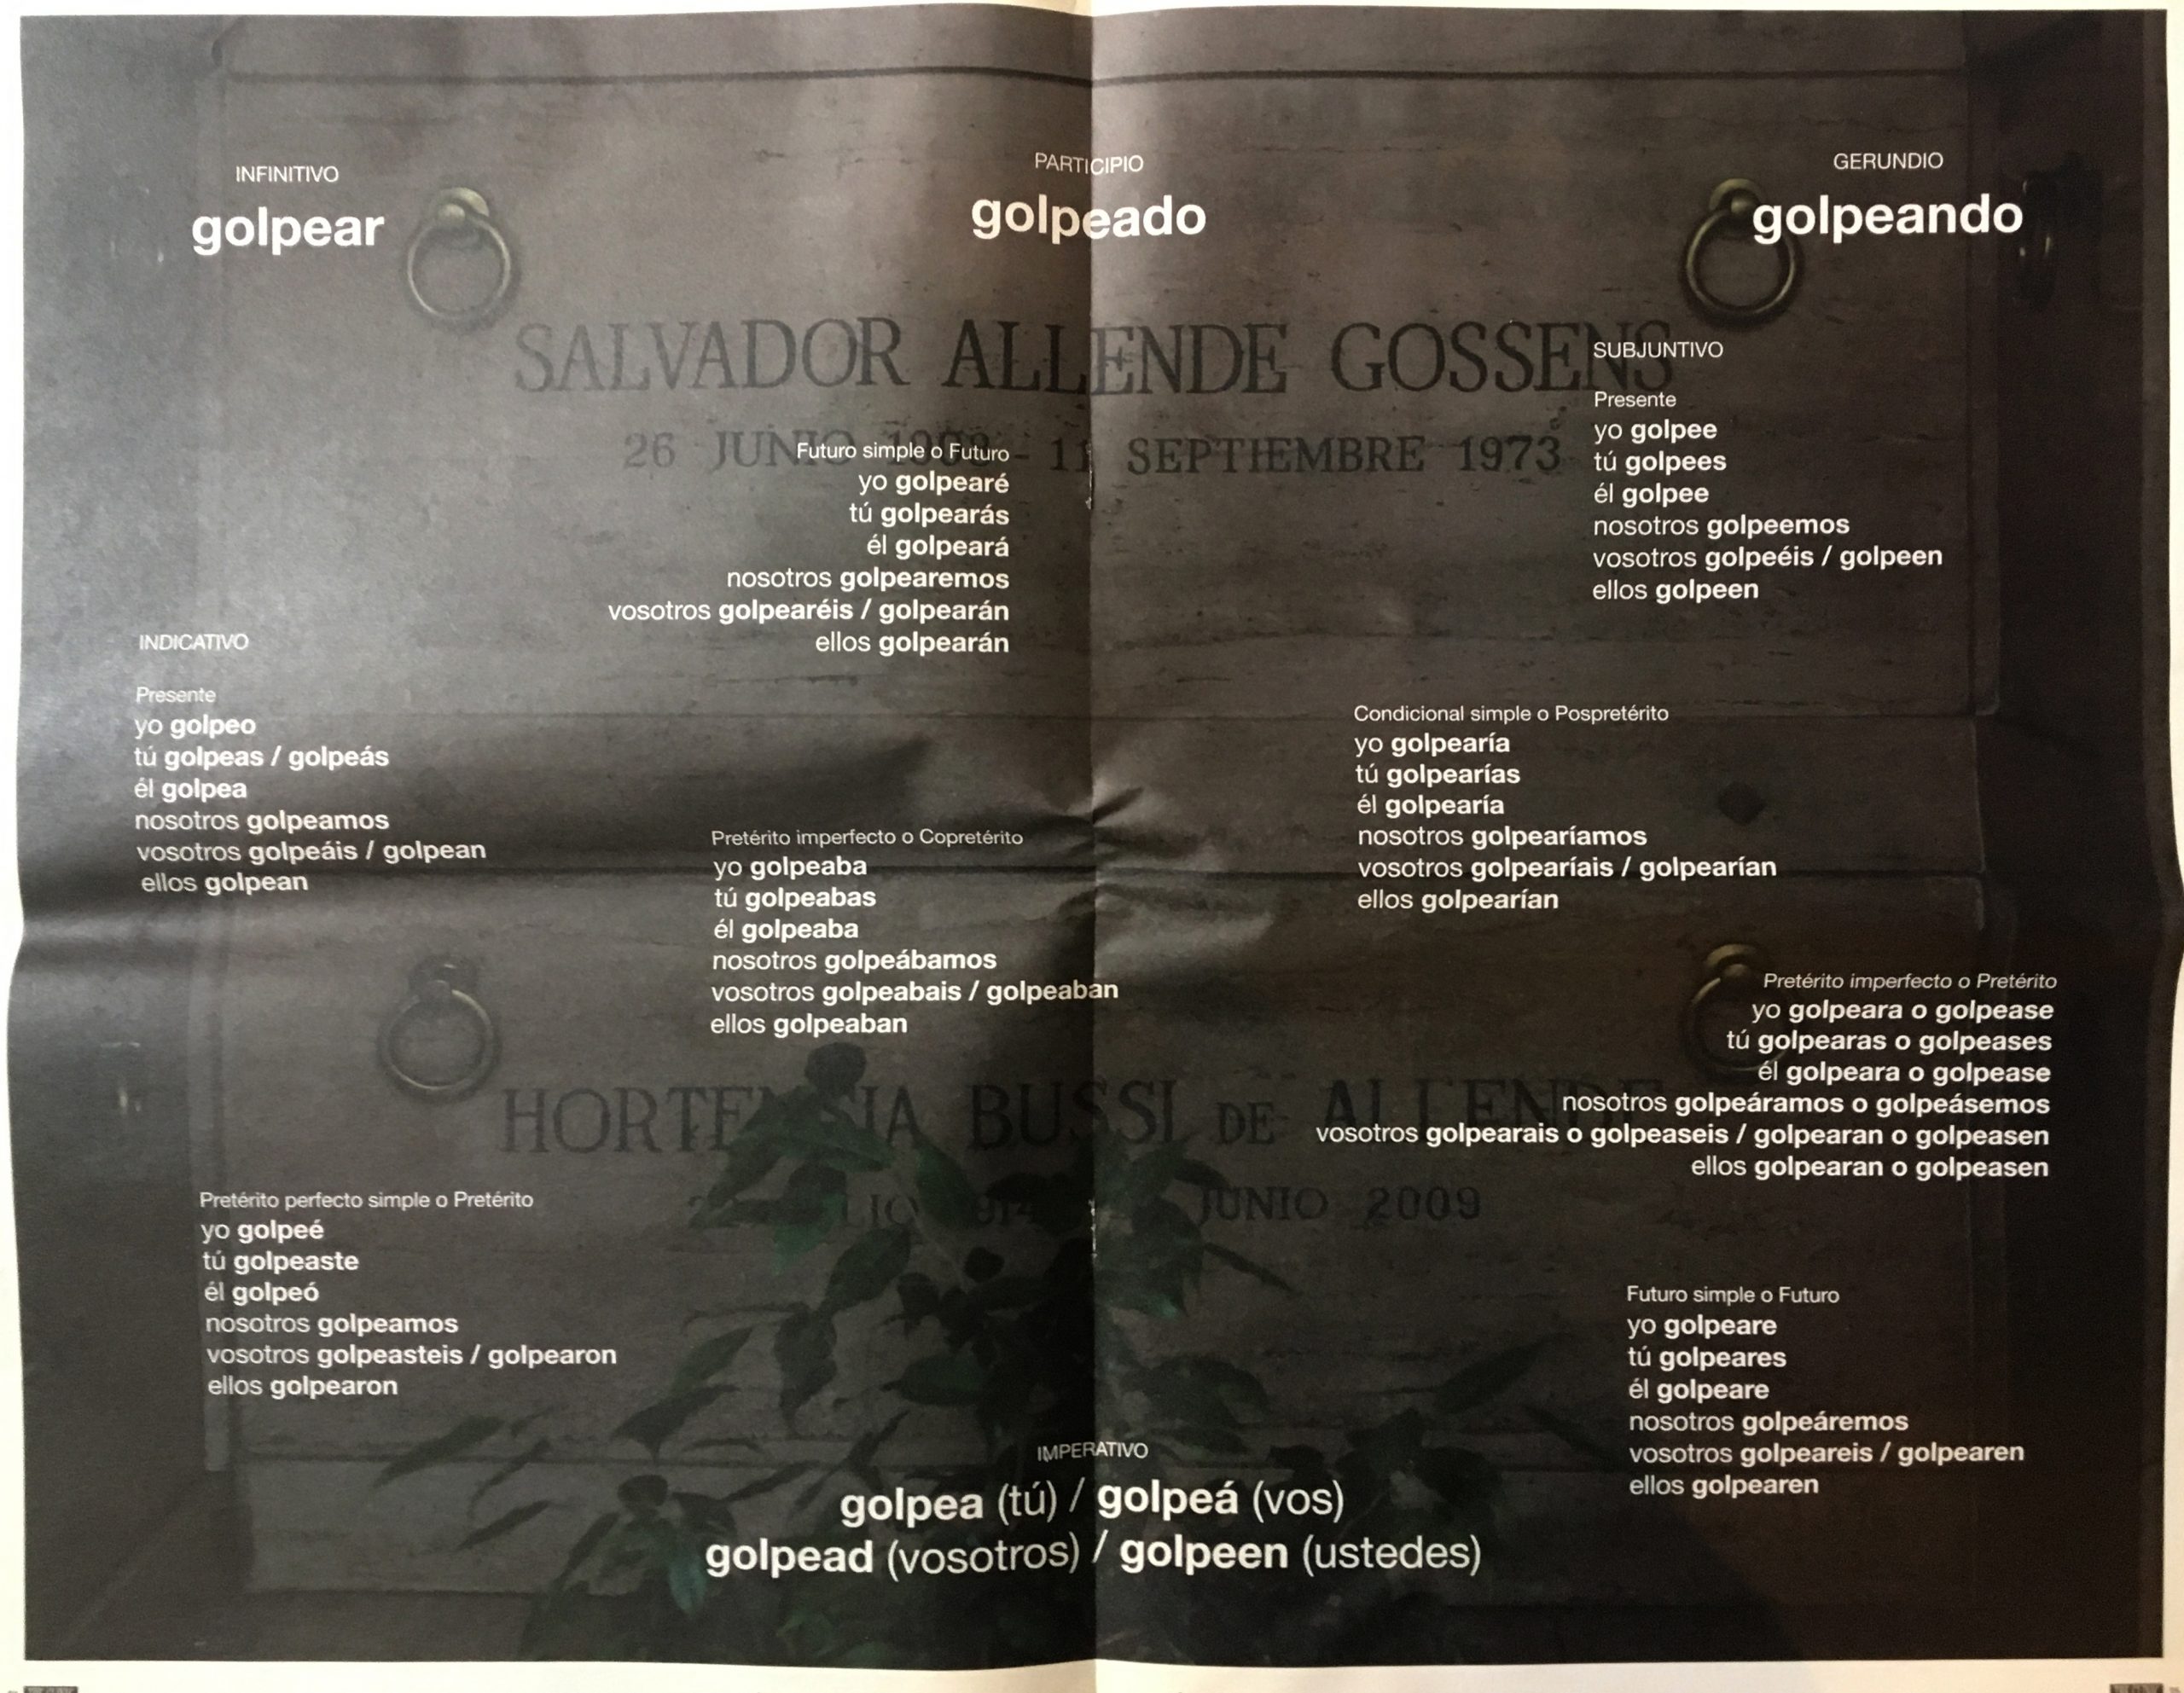 INFINITIVO
golpear
PARTICIPIO
golpeado
GERUNDIO
golpeando
SALVADOR ALLENDE GOSSENS
26 JUNIO 1908 - 11 SEPTIEMBRE 1973
INDICATIVO
Presente
yo golpeo
tú golpeas / golpeás
él golpea
nosotros golpeamos
vosotros golpeáis / golpean
ellos golpean
Futuro simple o Futuro
yo golpearé
tú golpearás
él golpeará
nosotros golpearemos
vosotros golpearéis / golpearán
ellos golpearán
Pretérito imperfecto o Copretérito
yo golpeaba
tú golpeabas
él golpeaba
nosotros golpeábamos
vosotros golpeabais / golpeaban
ellos golpeaban
Pretérito perfecto simple o Pretérito
yo golpeé
tú golpeaste
él golpeó
nosotros golpeamos
vosotros golpeasteis / golpearon
ellos golpearon
SUBJUNTIVO
Presente
yo golpee
tú golpees
él golpee
nosotros golpeemos
vosotros golpeéis / golpeen
ellos golpeen
Condicional simple o Pospretérito
yo golpearía
tú golpearías
él golpearía
nosotros golpearíamos
vosotros golpearíais / golpearían
ellos golpearían
Pretérito imperfecto o Pretérito
yo golpeara o golpease
tú golpearas o golpeases
él golpeara o golpease
nosotros golpeáramos o golpeásemos
vosotros golpearais o golpeaseis / golpearan o golpeasen
ellos golpearan o golpeasen
HORTENSIA BUSSI DE ALLENDE
JUNIO 2009
Futuro simple o Futuro
yo golpeare
tú golpeares
él golpeare
nosotros golpeáremos
vosotros golpeareis / golpearen
ellos golpearen
IMPERATIVO
golpea (tú) / golpeá (vos)
golpead (vosotros) / golpeen (ustedes)